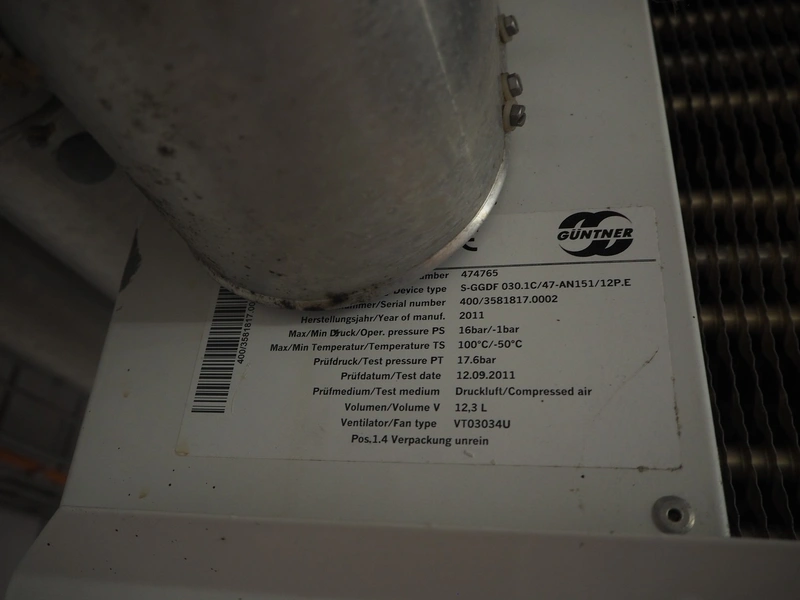 GÜNTNER
474765
Device type S-GGDF 030.1C/47-AN151/12P.E
/Serial number 400/3581817.0002
Herstellungsjahr/Year of manuf. 2011
Max/Min Druck/Oper. pressure PS 16bar/-1bar
Max/Min Temperatur/Temperature TS 100°C/-50°C
Prüfdruck/Test pressure PT 17.6bar
Prüfdatum/Test date 12.09.2011
Prüfmedium/Test medium Druckluft/Compressed air
Volumen/Volume V 12,3 L
Ventilator/Fan type VT03034U
Pos.1.4 Verpackung unrein
400/3581817.00